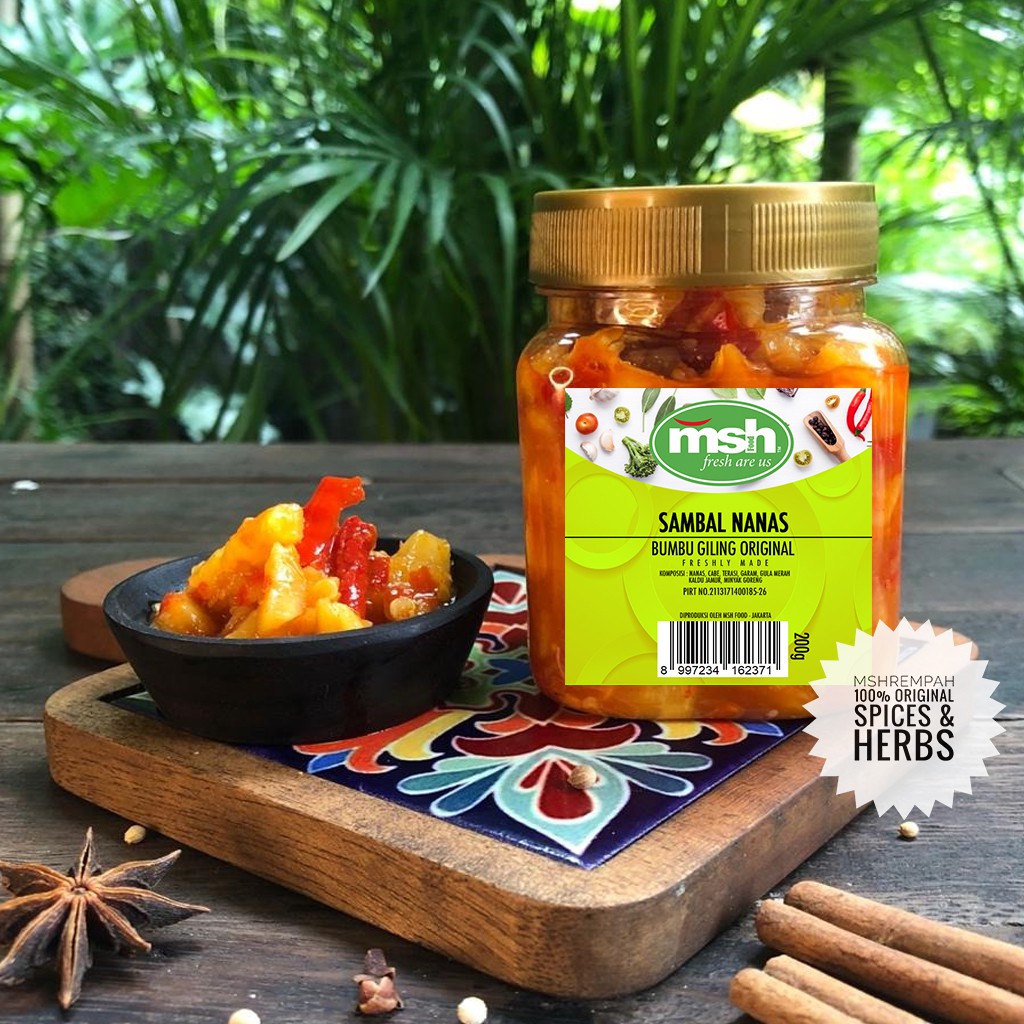 msh
food
TM
fresh are us
SAMBAL NANAS
BUMBU GILING ORIGINAL
FRESHLY MADE
KOMPOSISI : NANAS, CABE, TERASI, GARAM, GULA MERAH
KALDU JAMUR, MINYAK GORENG
PIRT NO.2113171400185-26
DIPRODUKSI OLEH MSH FOOD - JAKARTA
8 997234 162371
200g
MSHREMPAH
100% ORIGINAL
SPICES &
HERBS